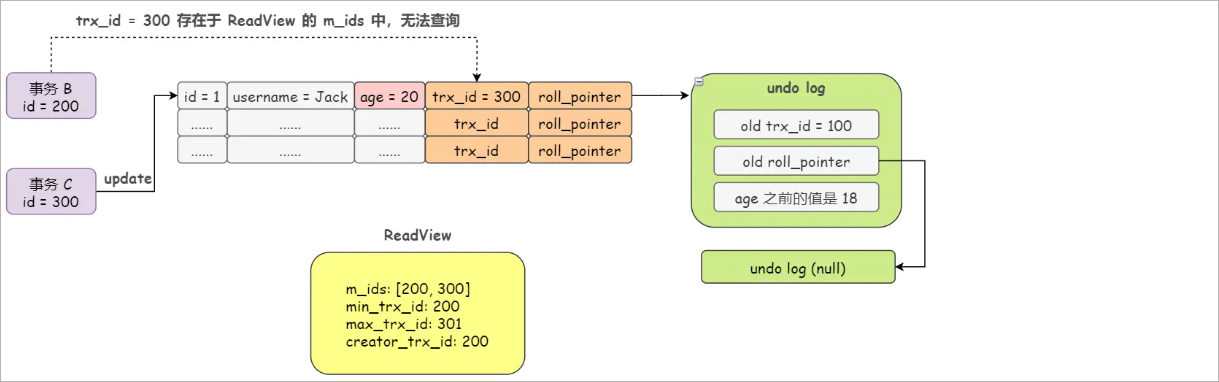 trx_id = 300 存在于 ReadView 的 m_ids 中，无法查询
事务 B
id = 200
id = 1 username = Jack age = 20 trx_id = 300 roll_pointer
...... ...... ...... trx_id roll_pointer
...... ...... ...... trx_id roll_pointer
事务 C
id = 300
update
undo log
old trx_id = 100
old roll_pointer
age 之前的值是 18
undo log (null)
ReadView
m_ids: [200, 300]
min_trx_id: 200
max_trx_id: 301
creator_trx_id: 200